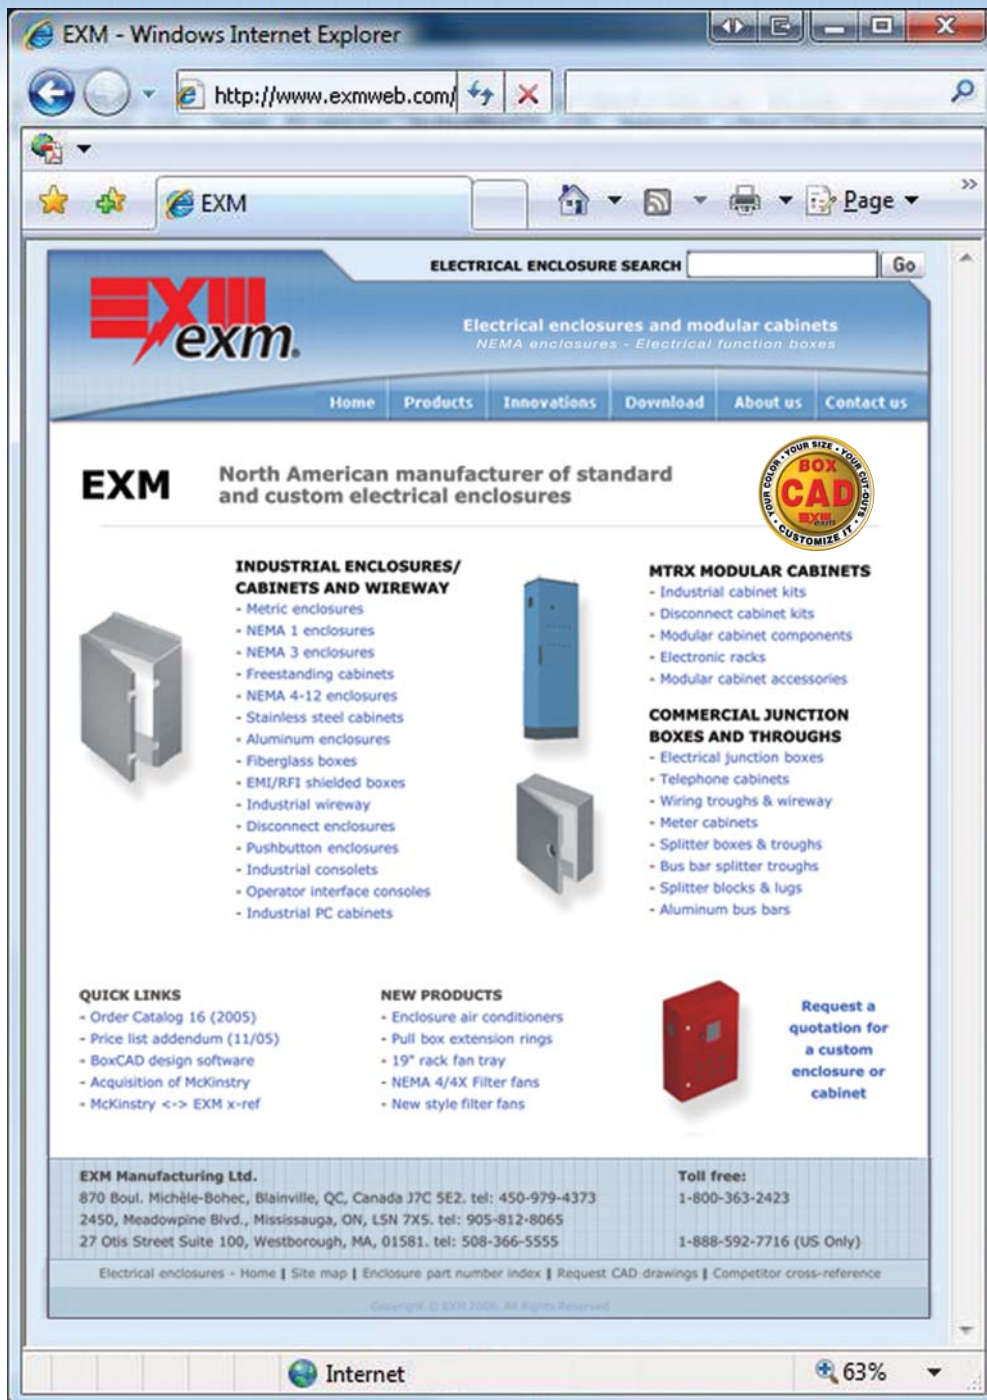 EXM - Windows Internet Explorer
http://www.exmweb.com/
EXM
Page
ELECTRICAL ENCLOSURE SEARCH Go
exm.
Electrical enclosures and modular cabinets
NEMA enclosures - Electrical function boxes
Home Products Innovations Download About us Contact us
EXM
North American manufacturer of standard
and custom electrical enclosures
YOUR COLOR • YOUR SIZE • YOUR CUT-OUTS
BOX
CAD
exm
CUSTOMIZE IT
INDUSTRIAL ENCLOSURES/
CABINETS AND WIREWAY
- Metric enclosures
- NEMA 1 enclosures
- NEMA 3 enclosures
- Freestanding cabinets
- NEMA 4-12 enclosures
- Stainless steel cabinets
- Aluminum enclosures
- Fiberglass boxes
- EMI/RFI shielded boxes
- Industrial wireway
- Disconnect enclosures
- Pushbutton enclosures
- Industrial consolets
- Operator interface consoles
- Industrial PC cabinets
MTRX MODULAR CABINETS
- Industrial cabinet kits
- Disconnect cabinet kits
- Modular cabinet components
- Electronic racks
- Modular cabinet accessories
COMMERCIAL JUNCTION
BOXES AND THROUGHS
- Electrical junction boxes
- Telephone cabinets
- Wiring troughs & wireway
- Meter cabinets
- Splitter boxes & troughs
- Bus bar splitter troughs
- Splitter blocks & lugs
- Aluminum bus bars
QUICK LINKS
- Order Catalog 16 (2005)
- Price list addendum (11/05)
- BoxCAD design software
- Acquisition of McKinstry
- McKinstry <-> EXM x-ref
NEW PRODUCTS
- Enclosure air conditioners
- Pull box extension rings
- 19" rack fan tray
- NEMA 4/4X Filter fans
- New style filter fans
Request a
quotation for
a custom
enclosure or
cabinet
EXM Manufacturing Ltd.
870 Boul. Michèle-Bohec, Blainville, QC, Canada J7C 5E2. tel: 450-979-4373
2450, Meadowpine Blvd., Mississauga, ON, L5N 7X5. tel: 905-812-8065
27 Otis Street Suite 100, Westborough, MA, 01581. tel: 508-366-5555
Toll free:
1-800-363-2423
1-888-592-7716 (US Only)
Electrical enclosures - Home | Site map | Enclosure part number index | Request CAD drawings | Competitor cross-reference
Copyright © EXM 2006. All Rights Reserved
Internet
63%